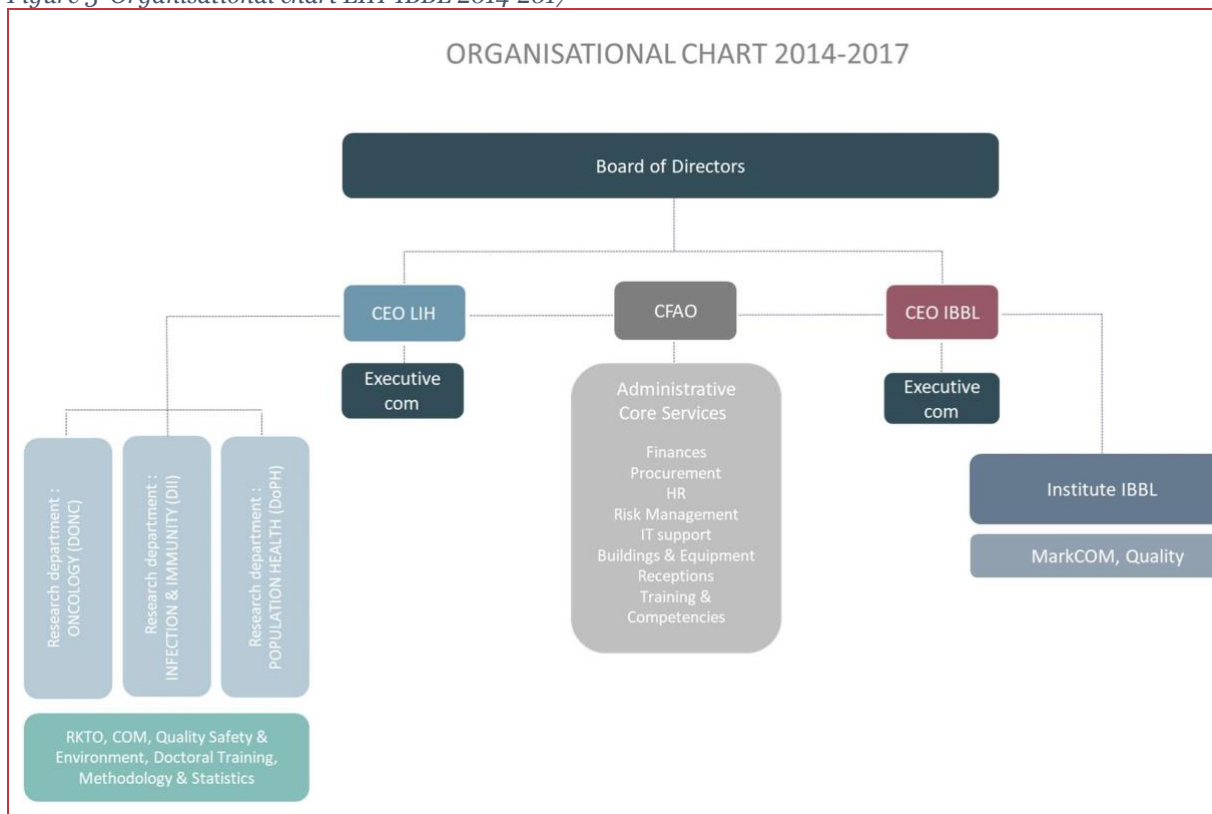 Figure 3 Organisational chart LIH-IBBL 2014-2017
ORGANISATIONAL CHART 2014-2017
Board of Directors
CEO LIH
CFAO
CEO IBBL
Executive
com
Administrative
Core Services
Finances
Procurement
HR
Risk Management
IT support
Buildings & Equipment
Receptions
Training &
Competencies
Executive
com
Research department :
ONCOLOGY (DONC)
Research department :
INFECTION & IMMUNITY (DII)
Research department :
POPULATION HEALTH (DoPH)
Institute IBBL
MarkCOM, Quality
RKTO, COM, Quality Safety &
Environment, Doctoral Training,
Methodology & Statistics